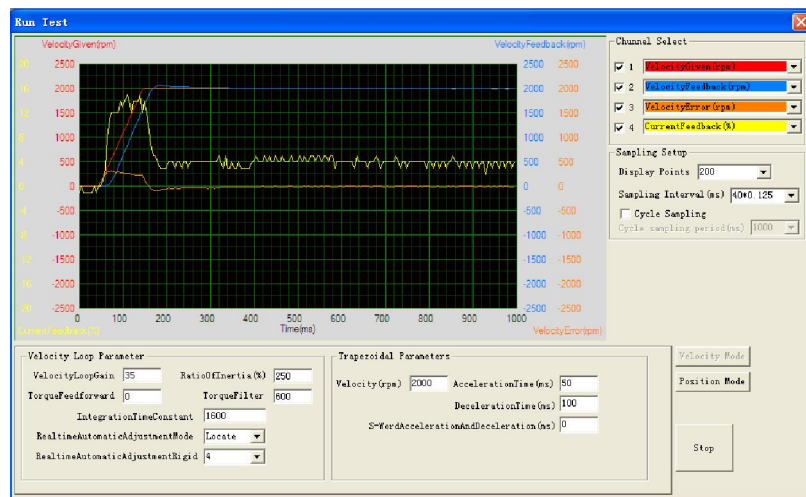 Run Test
VelocityGiven(rpm) VelocityFeedback(rpm)
20 2500 2500 2500
16 2000 2000 2000
12 1500 1500 1500
8 1000 1000 1000
4 500 500 500
0 0 0 0
-500 -500 -500
-1000 -1000 -1000
-1500 -1500 -1500
-2000 -2000 -2000
-2500 -2500 -2500
0 100 200 300 400 500 600 700 800 900 1000
CurrentFeedback(%) Time(ms) VelocityError(rpm)
Channel Select
1 VelocityGiven(rpm)
2 VelocityFeedback(rpm)
3 VelocityError(rpm)
4 CurrentFeedback(%)
Sampling Setup
Display Points 200
Sampling Interval(ms) 40*0.125
Cycle Sampling
Cycle sampling period(ms) 1000
Velocity Loop Parameter
VelocityLoopGain 35 RatioOfInertia(%) 250
TorqueFeedforward 0 TorqueFilter 600
IntegrationTimeConstant 1600
RealtimeAutomaticAdjustmentMode Locate
RealtimeAutomaticAdjustmentRigid 4
Trapezoidal Parameters
Velocity(rpm) 2000 AccelerationTime(ms) 50
DecelerationTime(ms) 100
S-WordAccelerationAndDeceleration(ms) 0
Velocity Mode
Position Mode
Stop